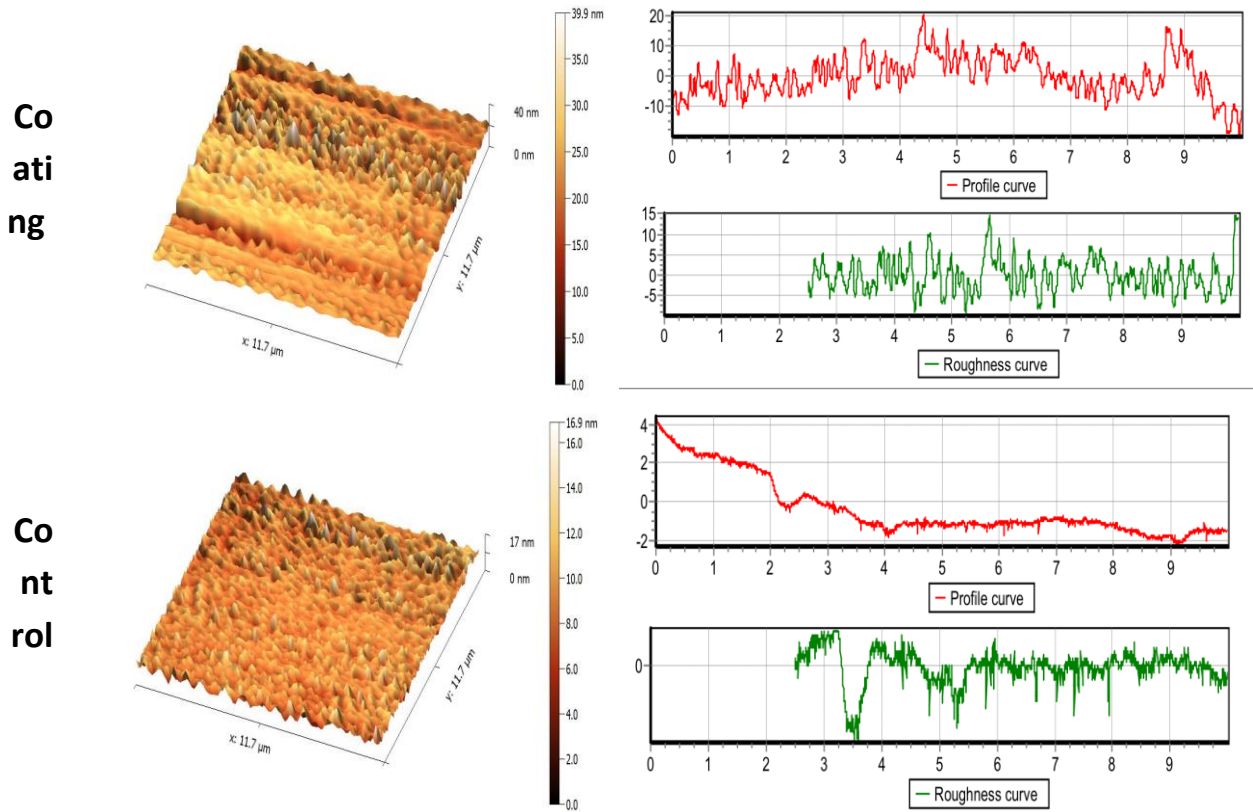 Co
ati
ng
40 nm
0 nm
x: 11.7 µm
y: 11.7 µm
39.9 nm
35.0
30.0
25.0
20.0
15.0
10.0
5.0
0.0
20
10
0
-10
0 1 2 3 4 5 6 7 8 9
Profile curve
15
10
5
0
-5
0 1 2 3 4 5 6 7 8 9
Roughness curve
Co
nt
rol
17 nm
0 nm
x: 11.7 µm
y: 11.7 µm
16.9 nm
16.0
14.0
12.0
10.0
8.0
6.0
4.0
2.0
0.0
4
2
0
-2
0 1 2 3 4 5 6 7 8 9
Profile curve
0
0 1 2 3 4 5 6 7 8 9
Roughness curve